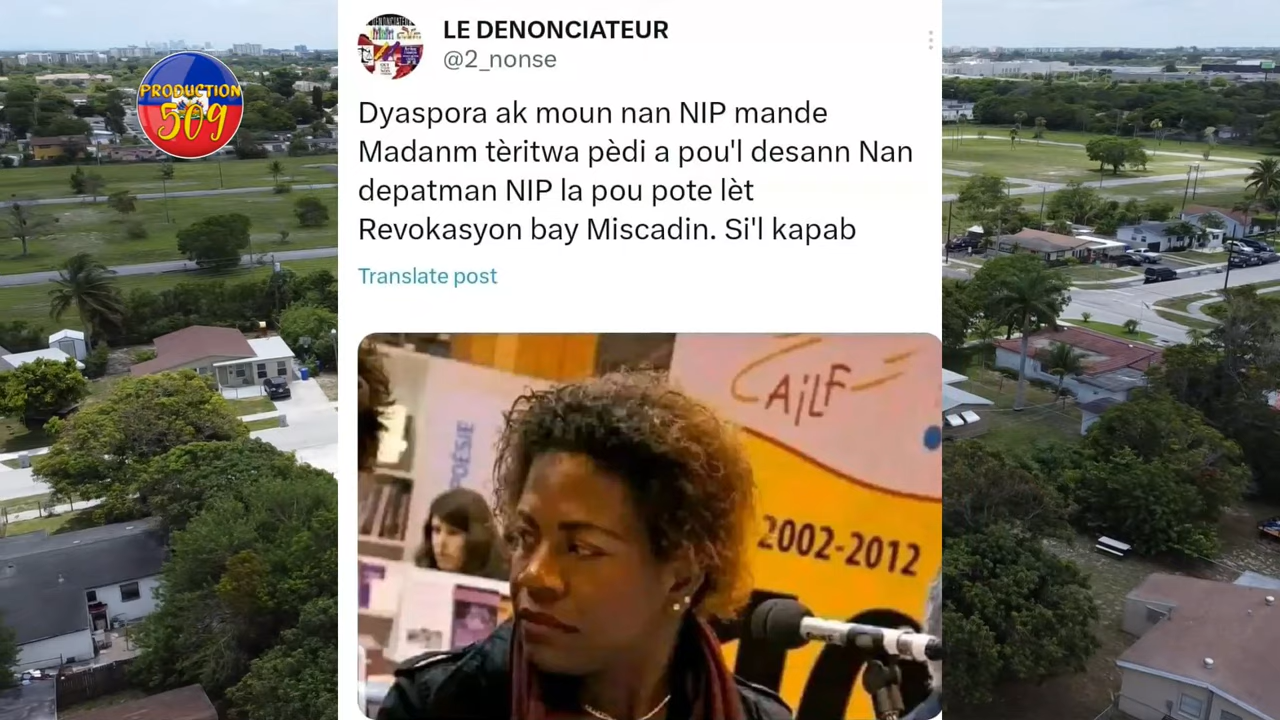 PRODUCTION
509
LE DENONCIATEUR
@2_nonse
Dyaspora ak moun nan NIP mande
Madanm tèritwa pèdi a pou'l desann Nan
depatman NIP la pou pote lèt
Revokasyon bay Miscadin. Si'l kapab
Translate post
AILF
POÉSIE
2002-2012